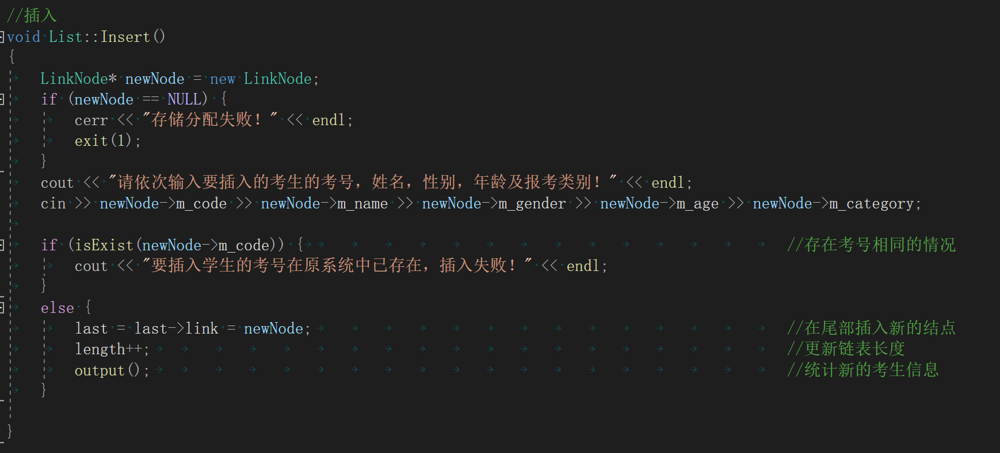 //插入
void List::Insert()
{
LinkNode* newNode = new LinkNode;
if (newNode == NULL) {
cerr << "存储分配失败！" << endl;
exit(1);
}
cout << "请依次输入要插入的考生的考号，姓名，性别，年龄及报考类别！" << endl;
cin >> newNode->m_code >> newNode->m_name >> newNode->m_gender >> newNode->m_age >> newNode->m_category;
if (isExist(newNode->m_code)) { //存在考号相同的情况
cout << "要插入学生的考号在原系统中已存在，插入失败！" << endl;
}
else {
last = last->link = newNode; //在尾部插入新的结点
length++; //更新链表长度
output(); //统计新的考生信息
}
}